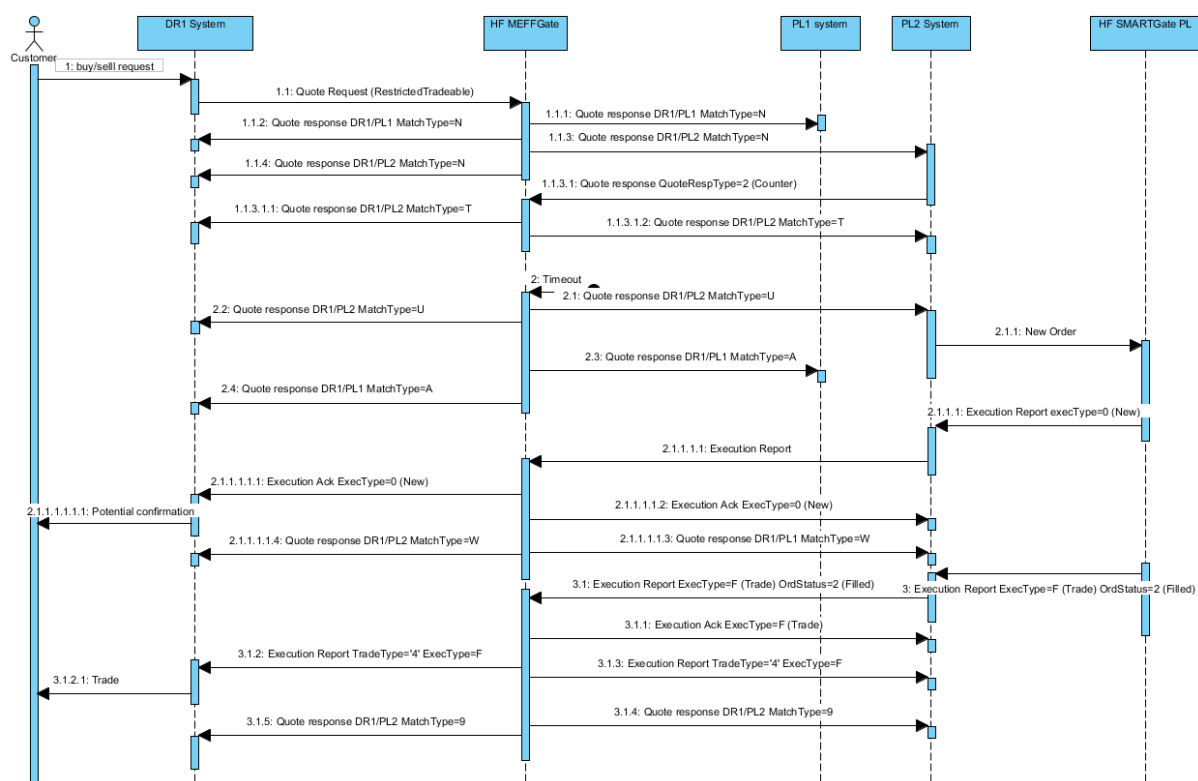 DR1 System
HF MEFFGate
PL1 system
PL2 System
HF SMARTGate PL
Customer
1: buy/selll request
1.1: Quote Request (RestrictedTradeable)
1.1.1: Quote response DR1/PL1 MatchType=N
1.1.2: Quote response DR1/PL1 MatchType=N
1.1.3: Quote response DR1/PL2 MatchType=N
1.1.4: Quote response DR1/PL2 MatchType=N
1.1.3.1: Quote response QuoteRespType=2 (Counter)
1.1.3.1.1: Quote response DR1/PL2 MatchType=T
1.1.3.1.2: Quote response DR1/PL2 MatchType=T
2: Timeout
2.1: Quote response DR1/PL2 MatchType=U
2.2: Quote response DR1/PL2 MatchType=U
2.1.1: New Order
2.3: Quote response DR1/PL1 MatchType=A
2.4: Quote response DR1/PL1 MatchType=A
2.1.1.1: Execution Report execType=0 (New)
2.1.1.1.1: Execution Report
2.1.1.1.1.1: Execution Ack ExecType=0 (New)
2.1.1.1.1.2: Execution Ack ExecType=0 (New)
2.1.1.1.1.1.1: Potential confirmation
2.1.1.1.1.4: Quote response DR1/PL2 MatchType=W
2.1.1.1.1.3: Quote response DR1/PL1 MatchType=W
3.1: Execution Report ExecType=F (Trade) OrdStatus=2 (Filled)
3: Execution Report ExecType=F (Trade) OrdStatus=2 (Filled)
3.1.1: Execution Ack ExecType=F (Trade)
3.1.2: Execution Report TradeType='4' ExecType=F
3.1.3: Execution Report TradeType='4' ExecType=F
3.1.2.1: Trade
3.1.4: Quote response DR1/PL2 MatchType=9
3.1.5: Quote response DR1/PL2 MatchType=9